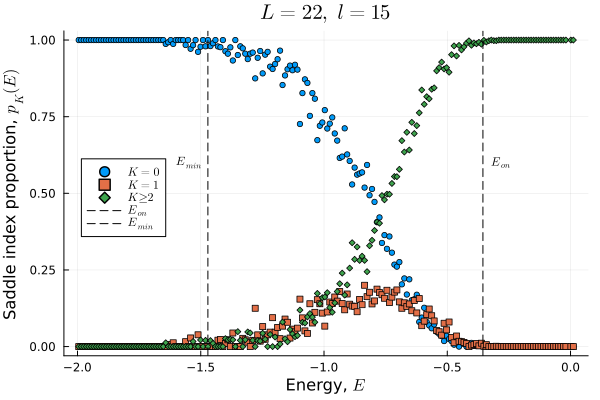 L = 22, l = 15
Saddle index proportion, p_K(E)
1.00
0.75
0.50
0.25
0.00
E_min
E_on
K = 0
K = 1
K ≥ 2
E_on
E_min
−2.0 −1.5 −1.0 −0.5 0.0
Energy, E